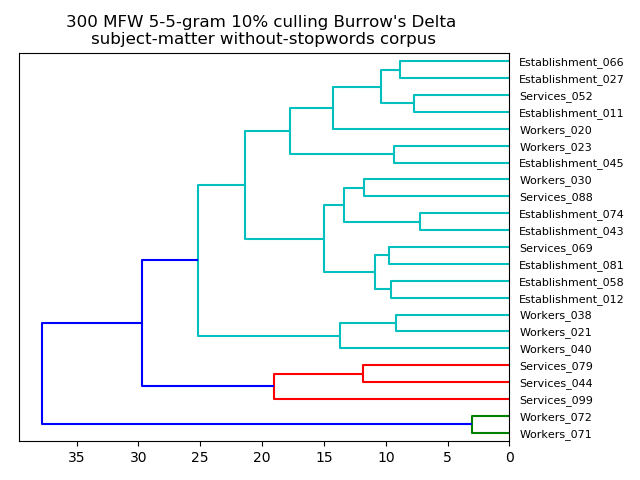 300 MFW 5-5-gram 10% culling Burrow's Delta
subject-matter without-stopwords corpus
Establishment_066
Establishment_027
Services_052
Establishment_011
Workers_020
Workers_023
Establishment_045
Workers_030
Services_088
Establishment_074
Establishment_043
Services_069
Establishment_081
Establishment_058
Establishment_012
Workers_038
Workers_021
Workers_040
Services_079
Services_044
Services_099
Workers_072
Workers_071
35 30 25 20 15 10 5 0